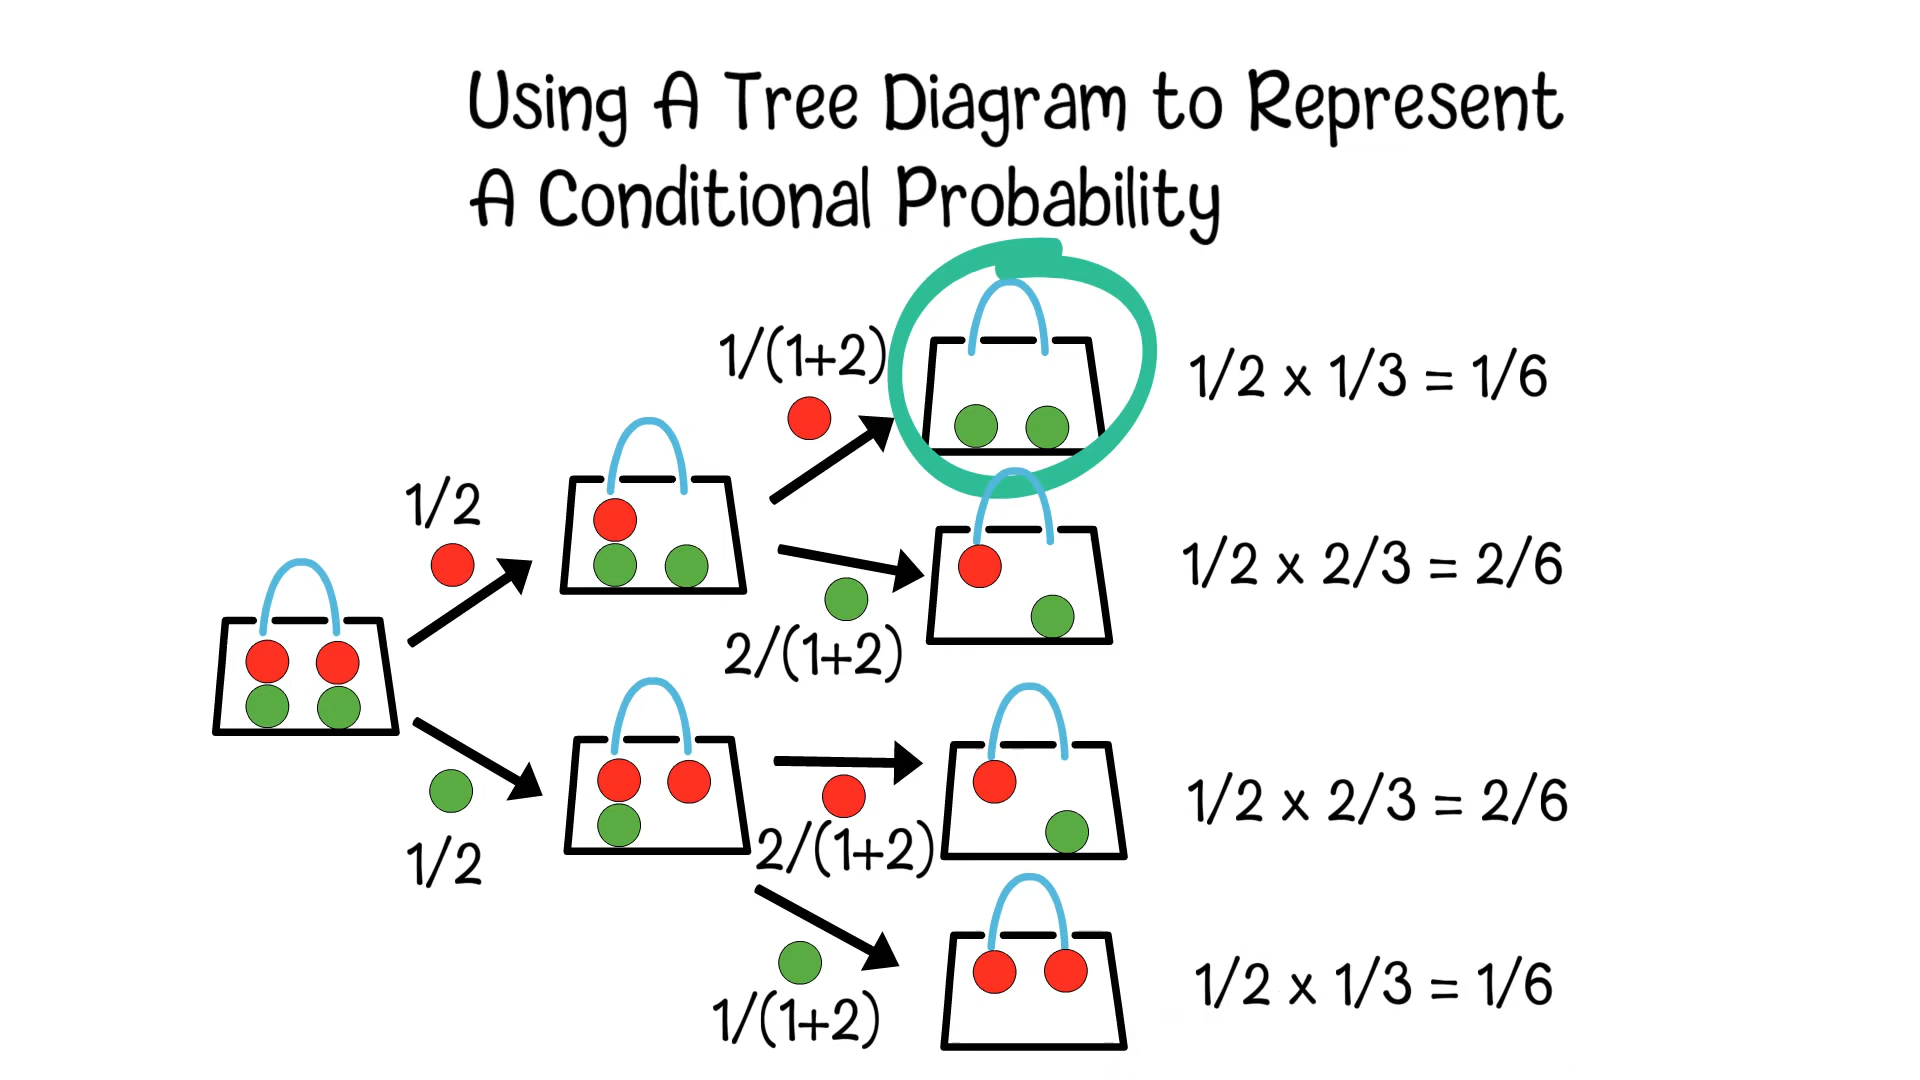 Using A Tree Diagram to Represent
A Conditional Probability
1/(1+2)
1/2 x 1/3 = 1/6
1/2
1/2 x 2/3 = 2/6
2/(1+2)
1/2 x 2/3 = 2/6
2/(1+2)
1/2
1/2 x 1/3 = 1/6
1/(1+2)